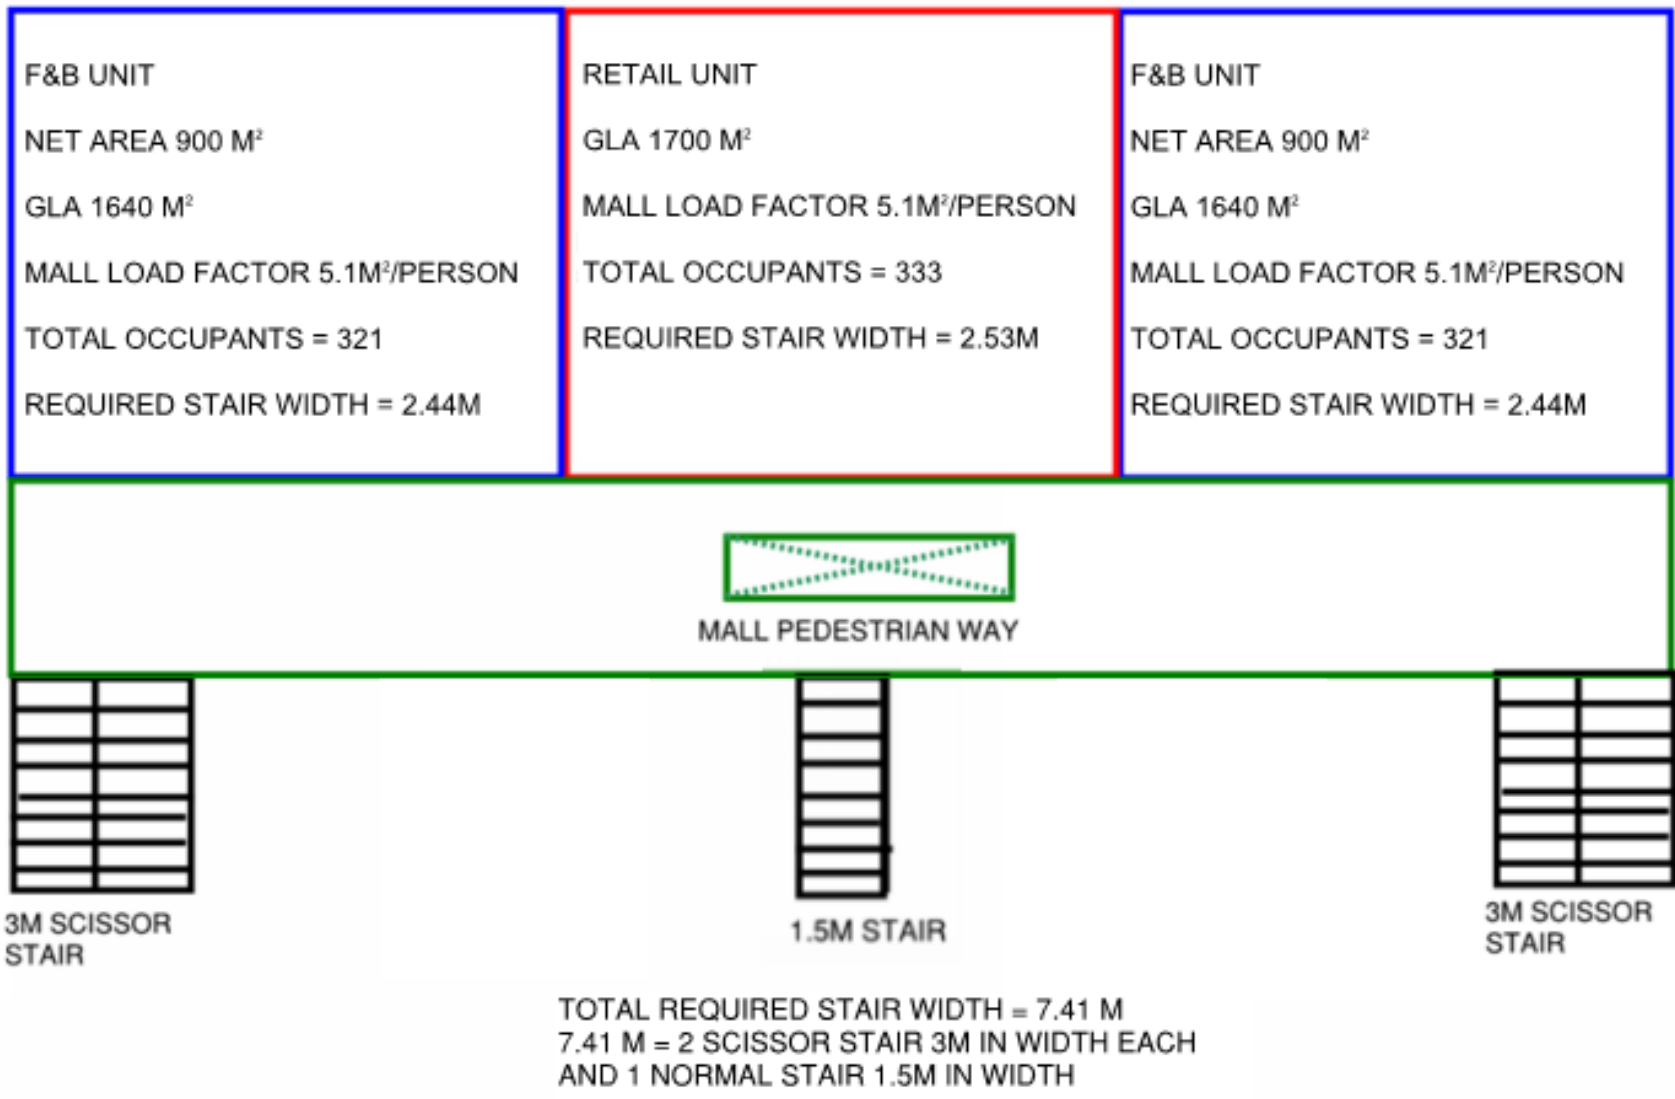 F&B UNIT
NET AREA 900 M²
GLA 1640 M²
MALL LOAD FACTOR 5.1M²/PERSON
TOTAL OCCUPANTS = 321
REQUIRED STAIR WIDTH = 2.44M
RETAIL UNIT
GLA 1700 M²
MALL LOAD FACTOR 5.1M²/PERSON
TOTAL OCCUPANTS = 333
REQUIRED STAIR WIDTH = 2.53M
F&B UNIT
NET AREA 900 M²
GLA 1640 M²
MALL LOAD FACTOR 5.1M²/PERSON
TOTAL OCCUPANTS = 321
REQUIRED STAIR WIDTH = 2.44M
MALL PEDESTRIAN WAY
3M SCISSOR
STAIR
1.5M STAIR
3M SCISSOR
STAIR
TOTAL REQUIRED STAIR WIDTH = 7.41 M
7.41 M = 2 SCISSOR STAIR 3M IN WIDTH EACH
AND 1 NORMAL STAIR 1.5M IN WIDTH